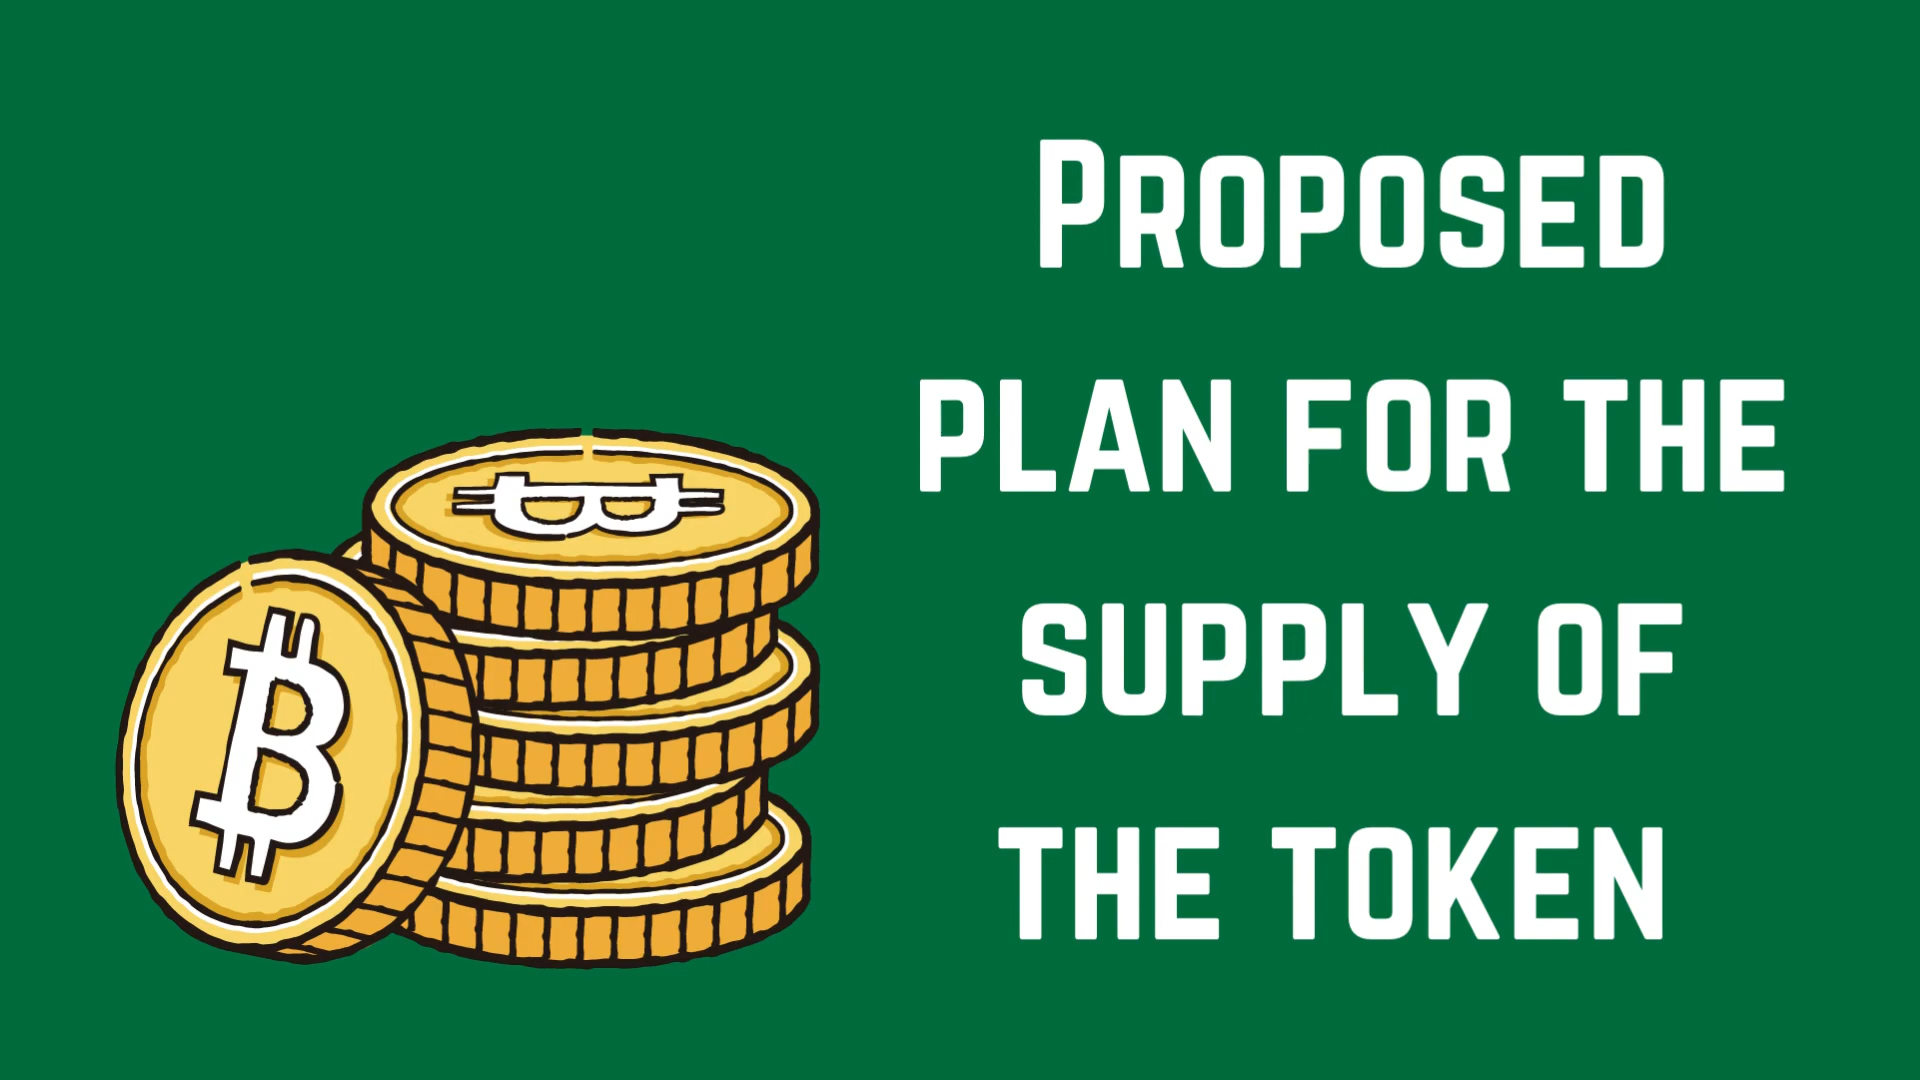 Proposed
plan for the
supply of
the token